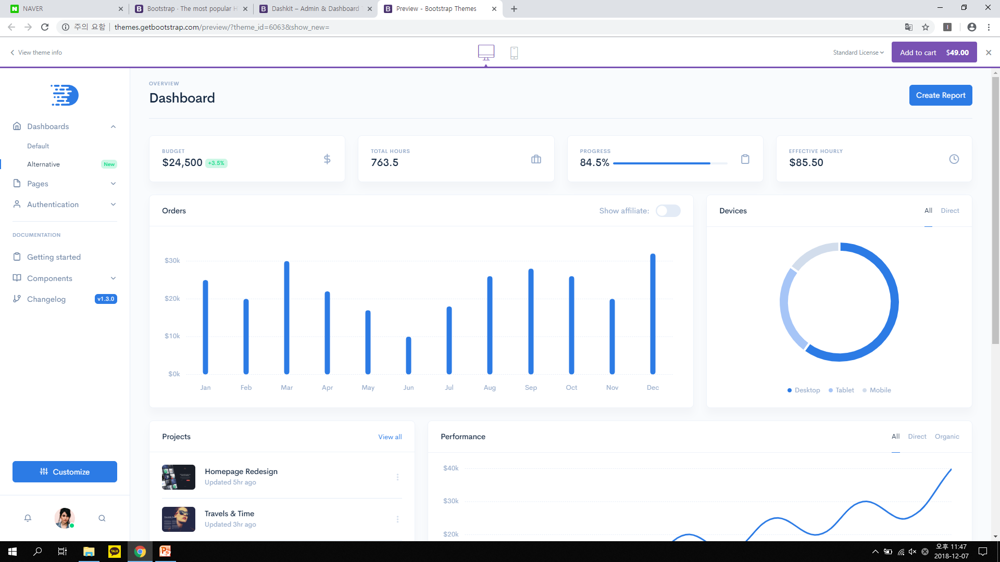 NAVER
Bootstrap · The most popular H
Dashkit – Admin & Dashboard
Preview - Bootstrap Themes
주의 요함
themes.getbootstrap.com/preview/?theme_id=6063&show_new=
View theme info
Standard License
Add to cart $49.00
OVERVIEW
Dashboard
Create Report
Dashboards
Default
Alternative New
Pages
Authentication
DOCUMENTATION
Getting started
Components
Changelog v1.3.0
Customize
BUDGET
$24,500 +3.5%
$
TOTAL HOURS
763.5
PROGRESS
84.5%
EFFECTIVE HOURLY
$85.50
Orders
Show affiliate:
$30k
$20k
$10k
$0k
Jan Feb Mar Apr May Jun Jul Aug Sep Oct Nov Dec
Devices
All Direct
Desktop Tablet Mobile
Projects
View all
Homepage Redesign
Updated 5hr ago
Travels & Time
Updated 3hr ago
Performance
All Direct Organic
$40k
$30k
$20k
TALK
오후 11:47
2018-12-07